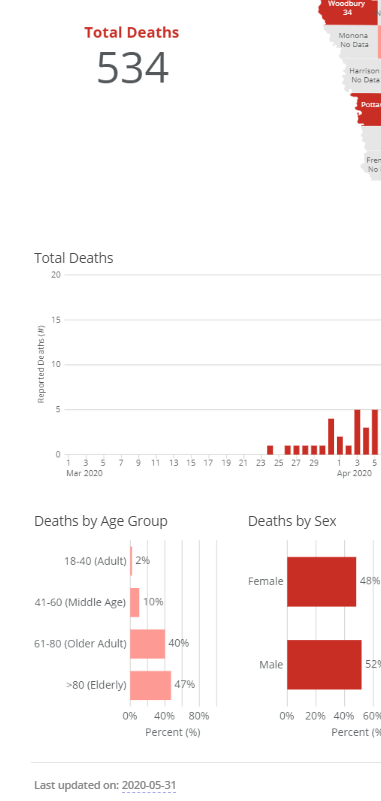 Woodbury
34
Total Deaths
534
Monona
No Data
Harrison
No Data
No
Total Deaths
20
15
10
5
0
Reported Deaths (#)
1 3 5 7 9 11 13 15 17 19 21 23 25 27 29 1 3 5
Mar 2020 Apr 2020
Deaths by Age Group
18-40 (Adult) 2%
41-60 (Middle Age) 10%
61-80 (Older Adult) 40%
>80 (Elderly) 47%
0% 40% 80%
Percent (%)
Deaths by Sex
Female 48%
Male 52%
0% 20% 40% 60%
Percent (%)
Last updated on: 2020-05-31